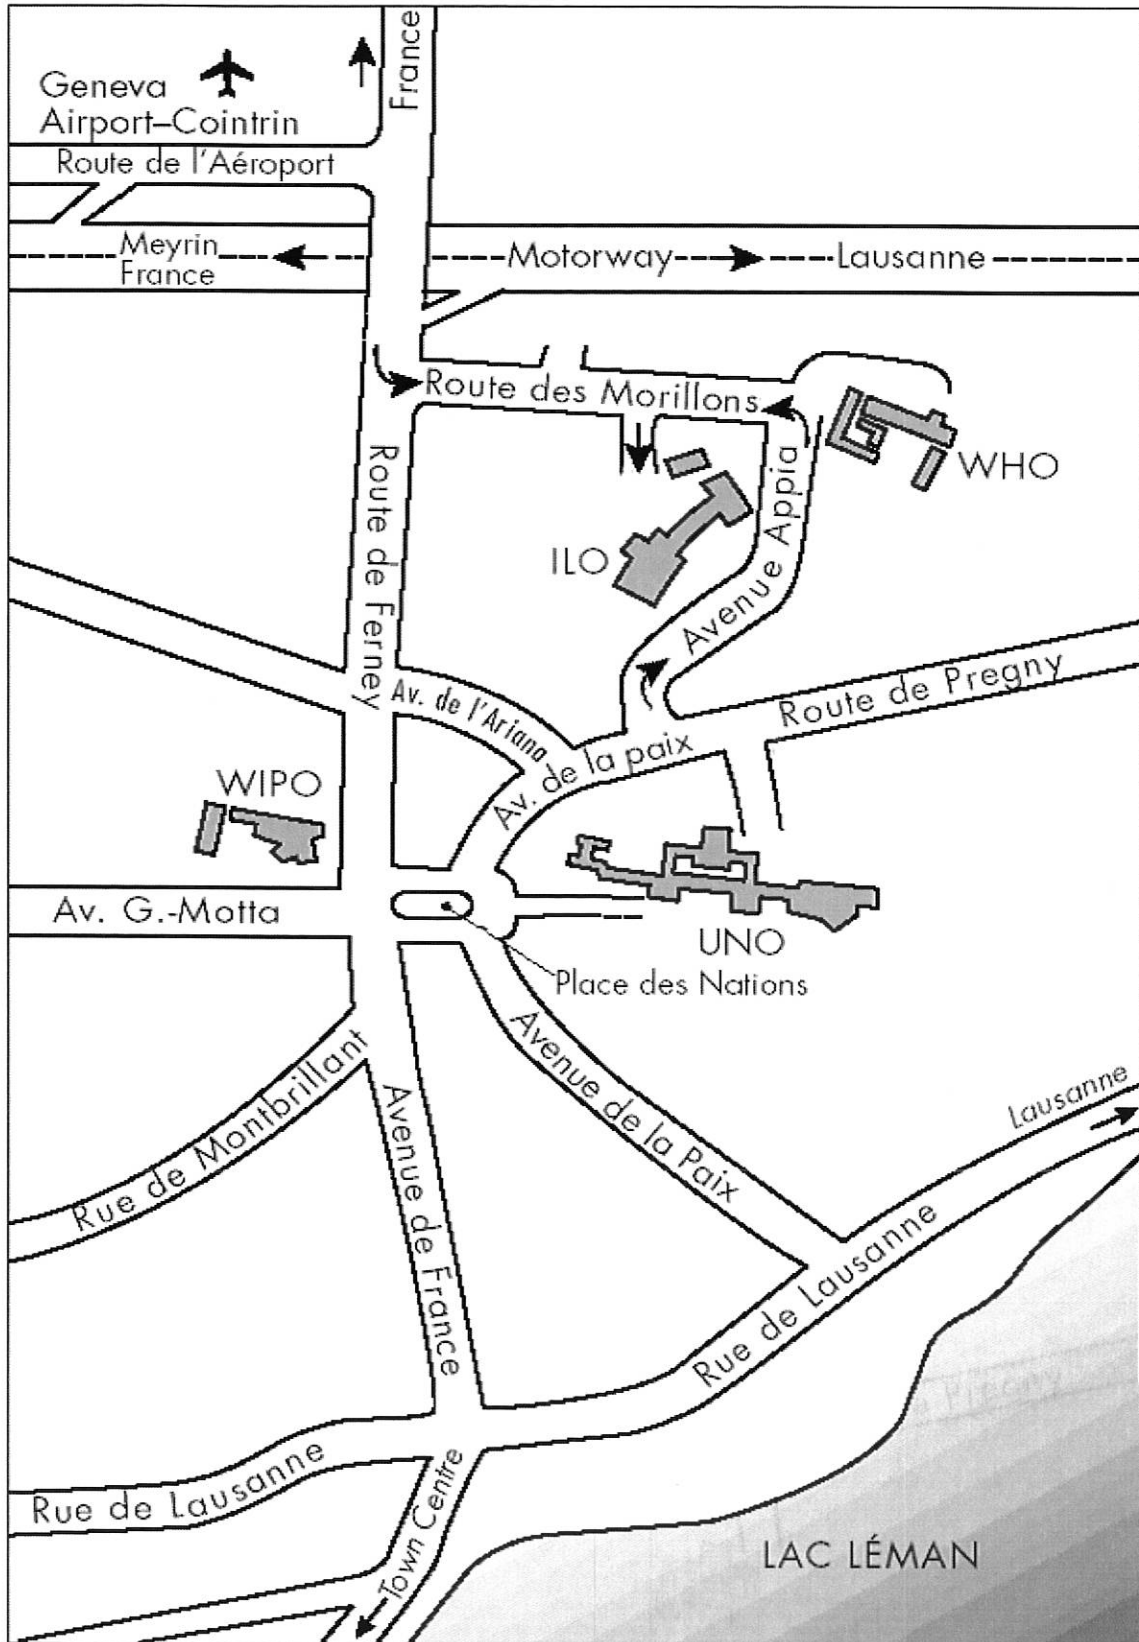 France
Geneva
Airport–Cointrin
Route de l'Aéroport
Meyrin
France
Motorway
Lausanne
Route des Morillons
WHO
Route de Ferney
ILO
Avenue Appia
Route de Pregny
Av. de l'Ariana
Av. de la paix
WIPO
Av. G.-Motta
UNO
Place des Nations
Avenue de la Paix
Rue de Montbrillant
Avenue de France
Lausanne
Rue de Lausanne
Rue de Lausanne
Town Centre
LAC LÉMAN